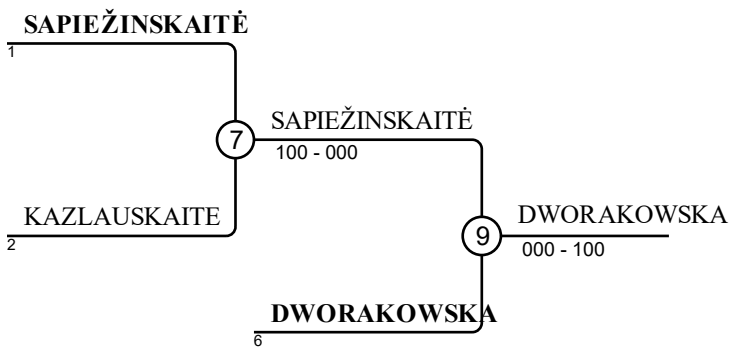 SAPIEŽINSKAITĖ
1
7
SAPIEŽINSKAITĖ
100 - 000
KAZLAUSKAITE
2
9
DWORAKOWSKA
000 - 100
DWORAKOWSKA
6